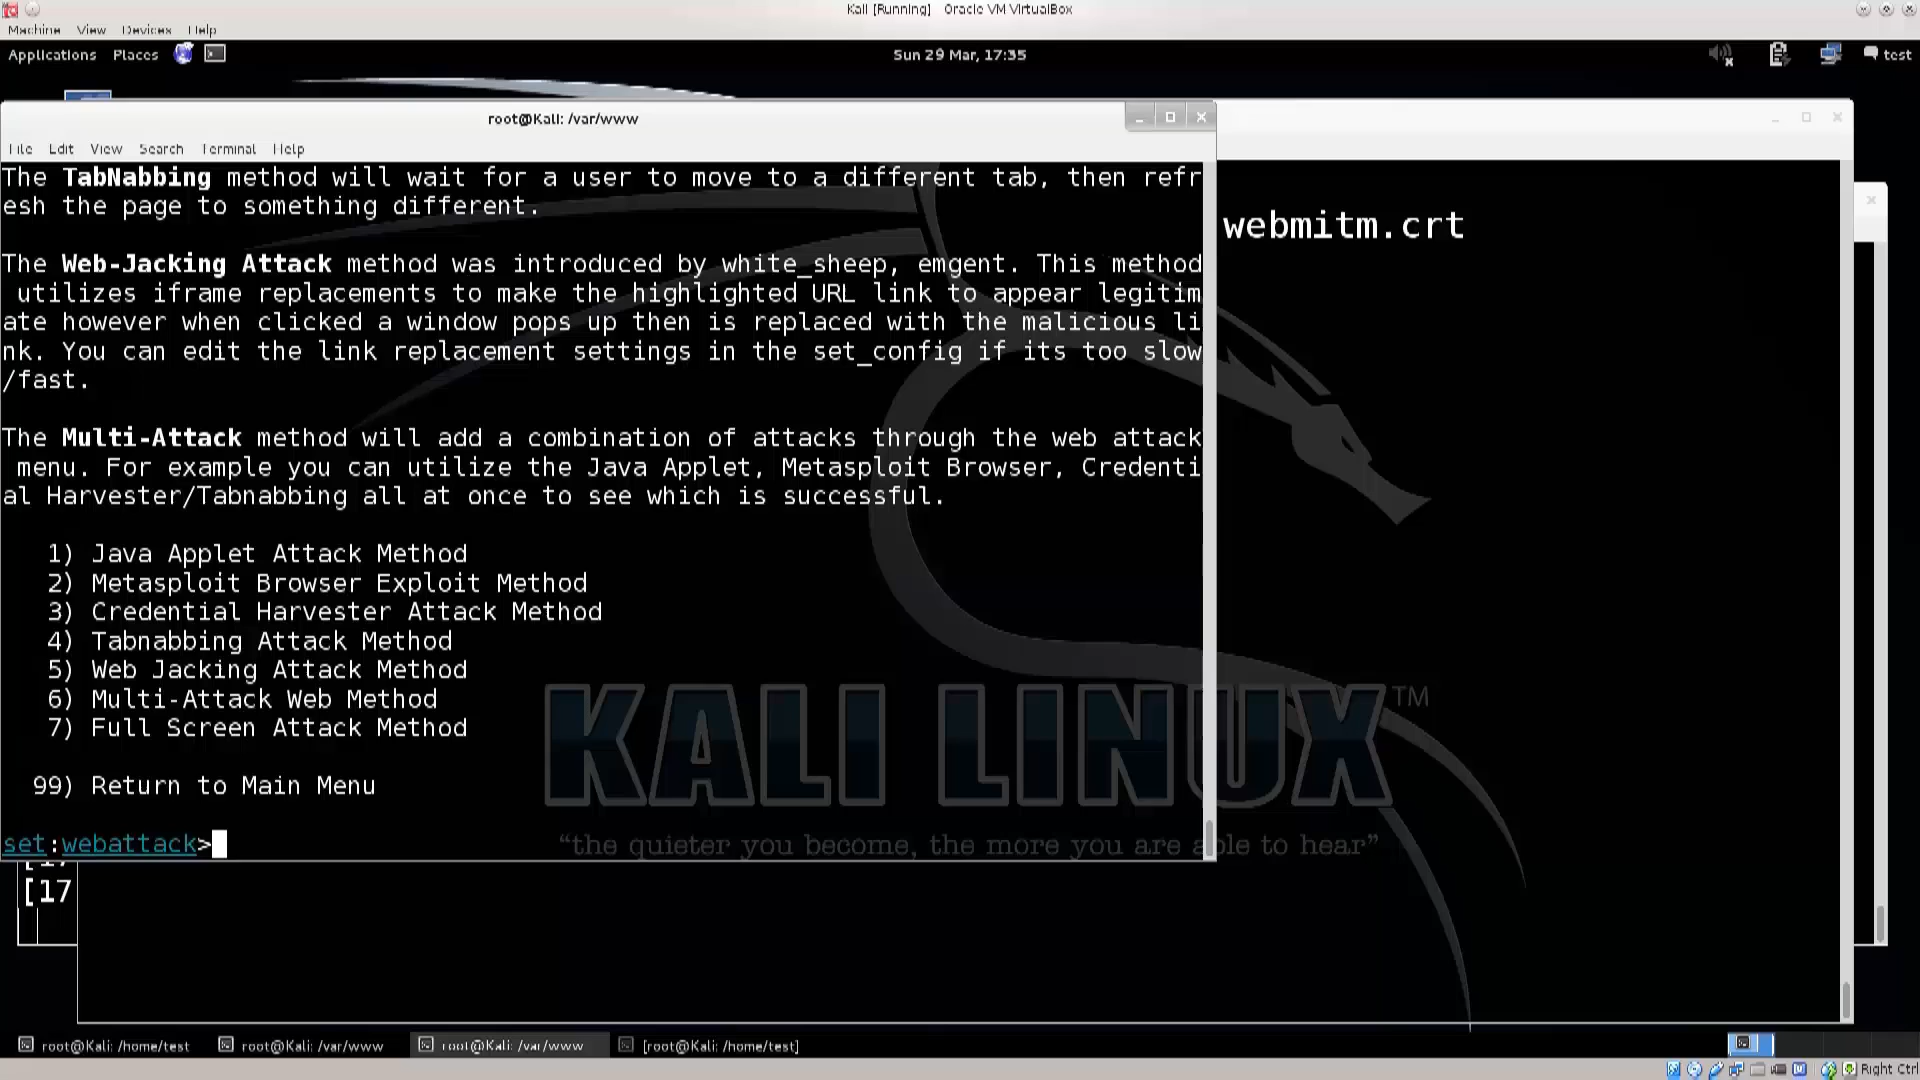 Kali [Running] Oracle VM VirtualBox
Machine View Devices Help
Applications Places Sun 29 Mar, 17:35 test
root@Kali: /var/www
File Edit View Search Terminal Help
The TabNabbing method will wait for a user to move to a different tab, then refr
esh the page to something different.
webmitm.crt
The Web-Jacking Attack method was introduced by white_sheep, emgent. This method
utilizes iframe replacements to make the highlighted URL link to appear legitim
ate however when clicked a window pops up then is replaced with the malicious li
nk. You can edit the link replacement settings in the set_config if its too slow
/fast.
The Multi-Attack method will add a combination of attacks through the web attack
menu. For example you can utilize the Java Applet, Metasploit Browser, Credenti
al Harvester/Tabnabbing all at once to see which is successful.
1) Java Applet Attack Method
2) Metasploit Browser Exploit Method
3) Credential Harvester Attack Method
4) Tabnabbing Attack Method
5) Web Jacking Attack Method
6) Multi-Attack Web Method
7) Full Screen Attack Method
KALI LINUX TM
99) Return to Main Menu
set:webattack>
"the quieter you become, the more you are able to hear"
[17
root@Kali: /home/test root@Kali: /var/www root@Kali: /var/www [root@Kali: /home/test]
Right Ctrl